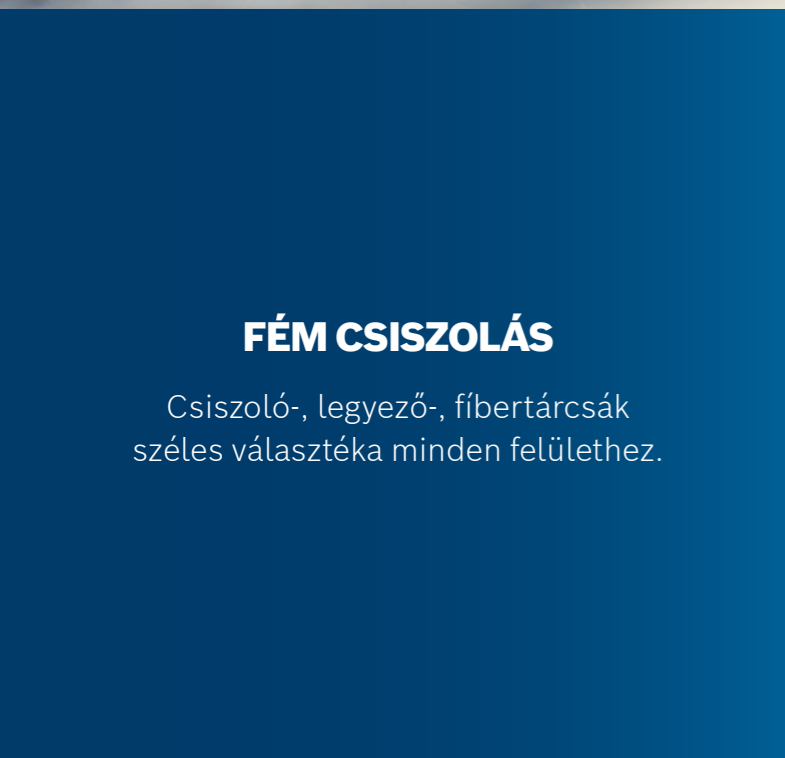 FÉM CSISZOLÁS
Csiszoló-, legyező-, fíbertárcsák
széles választéka minden felülethez.